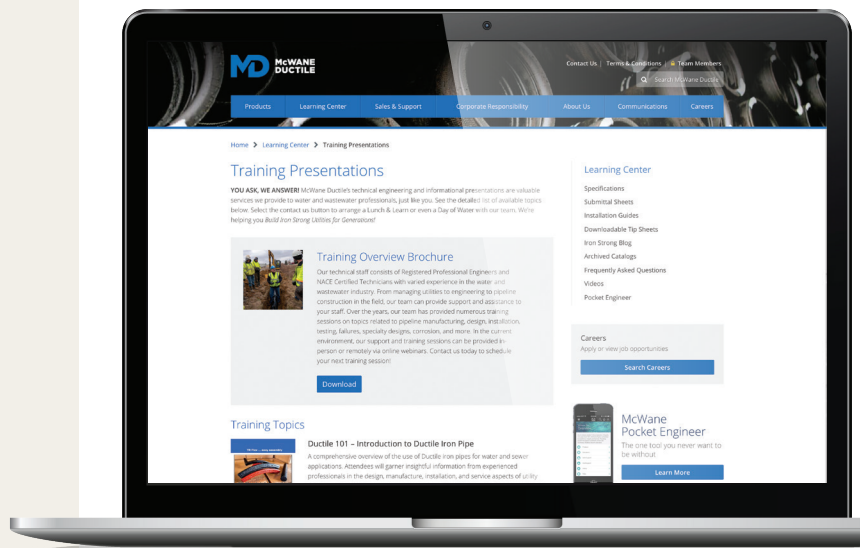 McWANE
DUCTILE
Contact Us | Terms & Conditions | Team Members
Search McWane Ductile
Products Learning Center Sales & Support Corporate Responsibility About Us Communications Careers
Home > Learning Center > Training Presentations
Training Presentations
YOU ASK, WE ANSWER! McWane Ductile's technical engineering and informational presentations are valuable
services we provide to water and wastewater professionals, just like you. See the detailed list of available topics
below. Select the contact us button to arrange a Lunch & Learn or even a Day of Water with our team. We're
helping you Build Iron Strong Utilities for Generations!
Training Overview Brochure
Our technical staff consists of Registered Professional Engineers and
NACE Certified Technicians with varied experience in the water and
wastewater industry. From managing utilities to engineering to pipeline
construction in the field, our team can provide support and assistance to
your staff. Over the years, our team has provided numerous training
sessions on topics related to pipeline manufacturing, design, installation,
testing, failures, specialty designs, corrosion, and more. In the current
environment, our support and training sessions can be provided in-
person or remotely via online webinars. Contact us today to schedule
your next training session!
Download
Training Topics
Ductile 101 – Introduction to Ductile Iron Pipe
A comprehensive overview of the use of Ductile iron pipes for water and sewer
applications. Attendees will garner insightful information from experienced
professionals in the design, manufacture, installation, and service aspects of utility
Learning Center
Specifications
Submittal Sheets
Installation Guides
Downloadable Tip Sheets
Iron Strong Blog
Archived Catalogs
Frequently Asked Questions
Videos
Pocket Engineer
Careers
Apply or view job opportunities
Search Careers
McWane
Pocket Engineer
The one tool you never want to
be without
Learn More